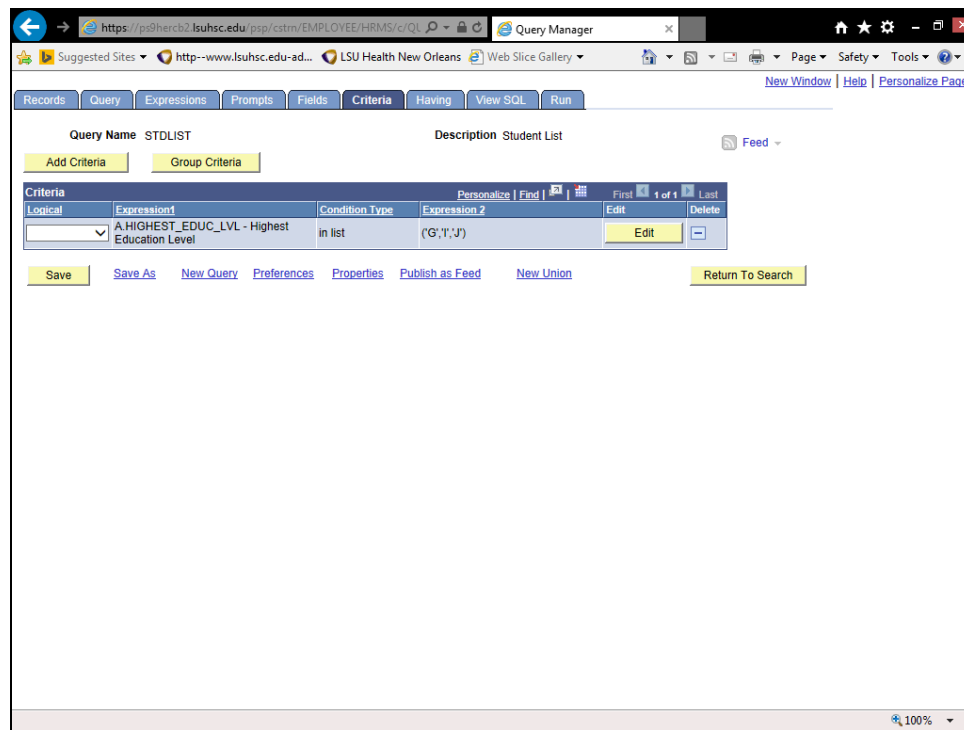 https://ps9hercb2.lsuhsc.edu/psp/cstrn/EMPLOYEE/HRMS/c/QU
Query Manager
Suggested Sites
http--www.lsuhsc.edu-ad...
LSU Health New Orleans
Web Slice Gallery
Page
Safety
Tools
New Window | Help | Personalize Page
Records
Query
Expressions
Prompts
Fields
Criteria
Having
View SQL
Run
Query Name STDLIST
Description Student List
Feed
Add Criteria
Group Criteria
Criteria
Personalize | Find |
First 1 of 1 Last
Logical
Expression1
Condition Type
Expression 2
Edit
Delete
A.HIGHEST_EDUC_LVL - Highest
Education Level
in list
('G','I','J')
Edit
Save
Save As
New Query
Preferences
Properties
Publish as Feed
New Union
Return To Search
100%